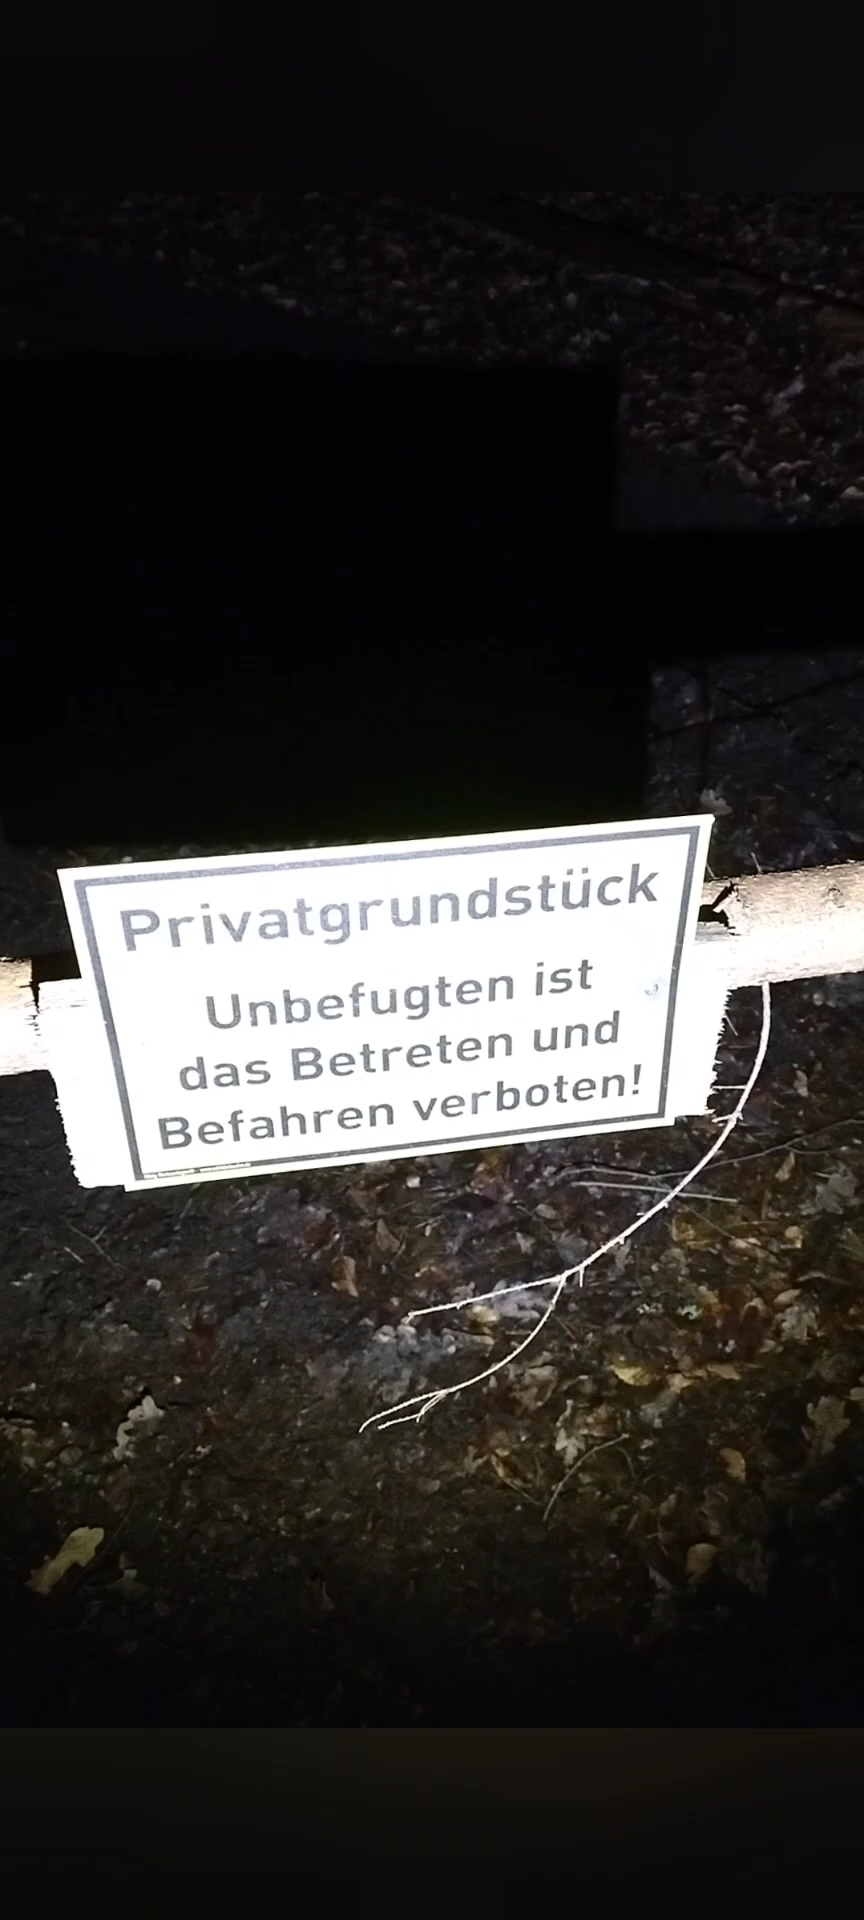 Privatgrundstück
Unbefugten ist
das Betreten und
Befahren verboten!